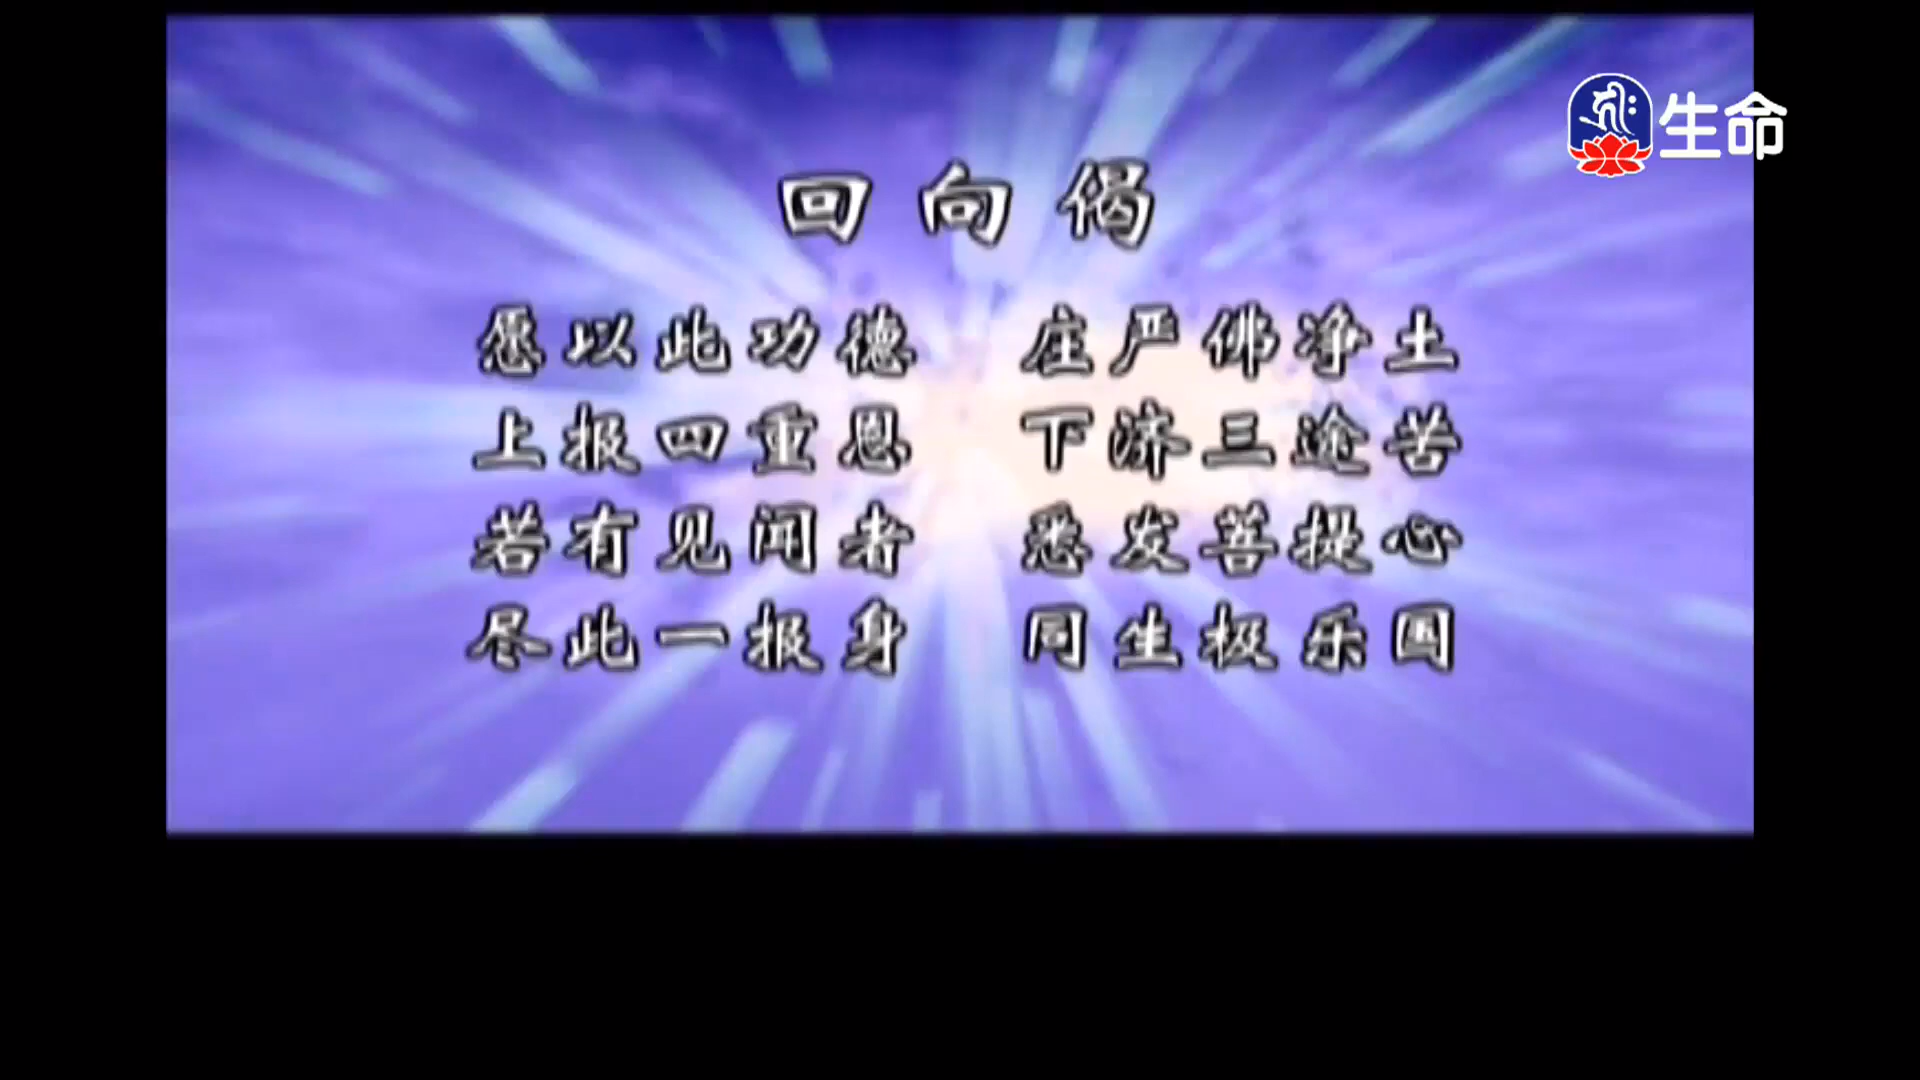 生命
回向偈
愿以此功德 庄严佛净土
上报四重恩 下济三途苦
若有见闻者 悉发菩提心
尽此一报身 同生极乐国